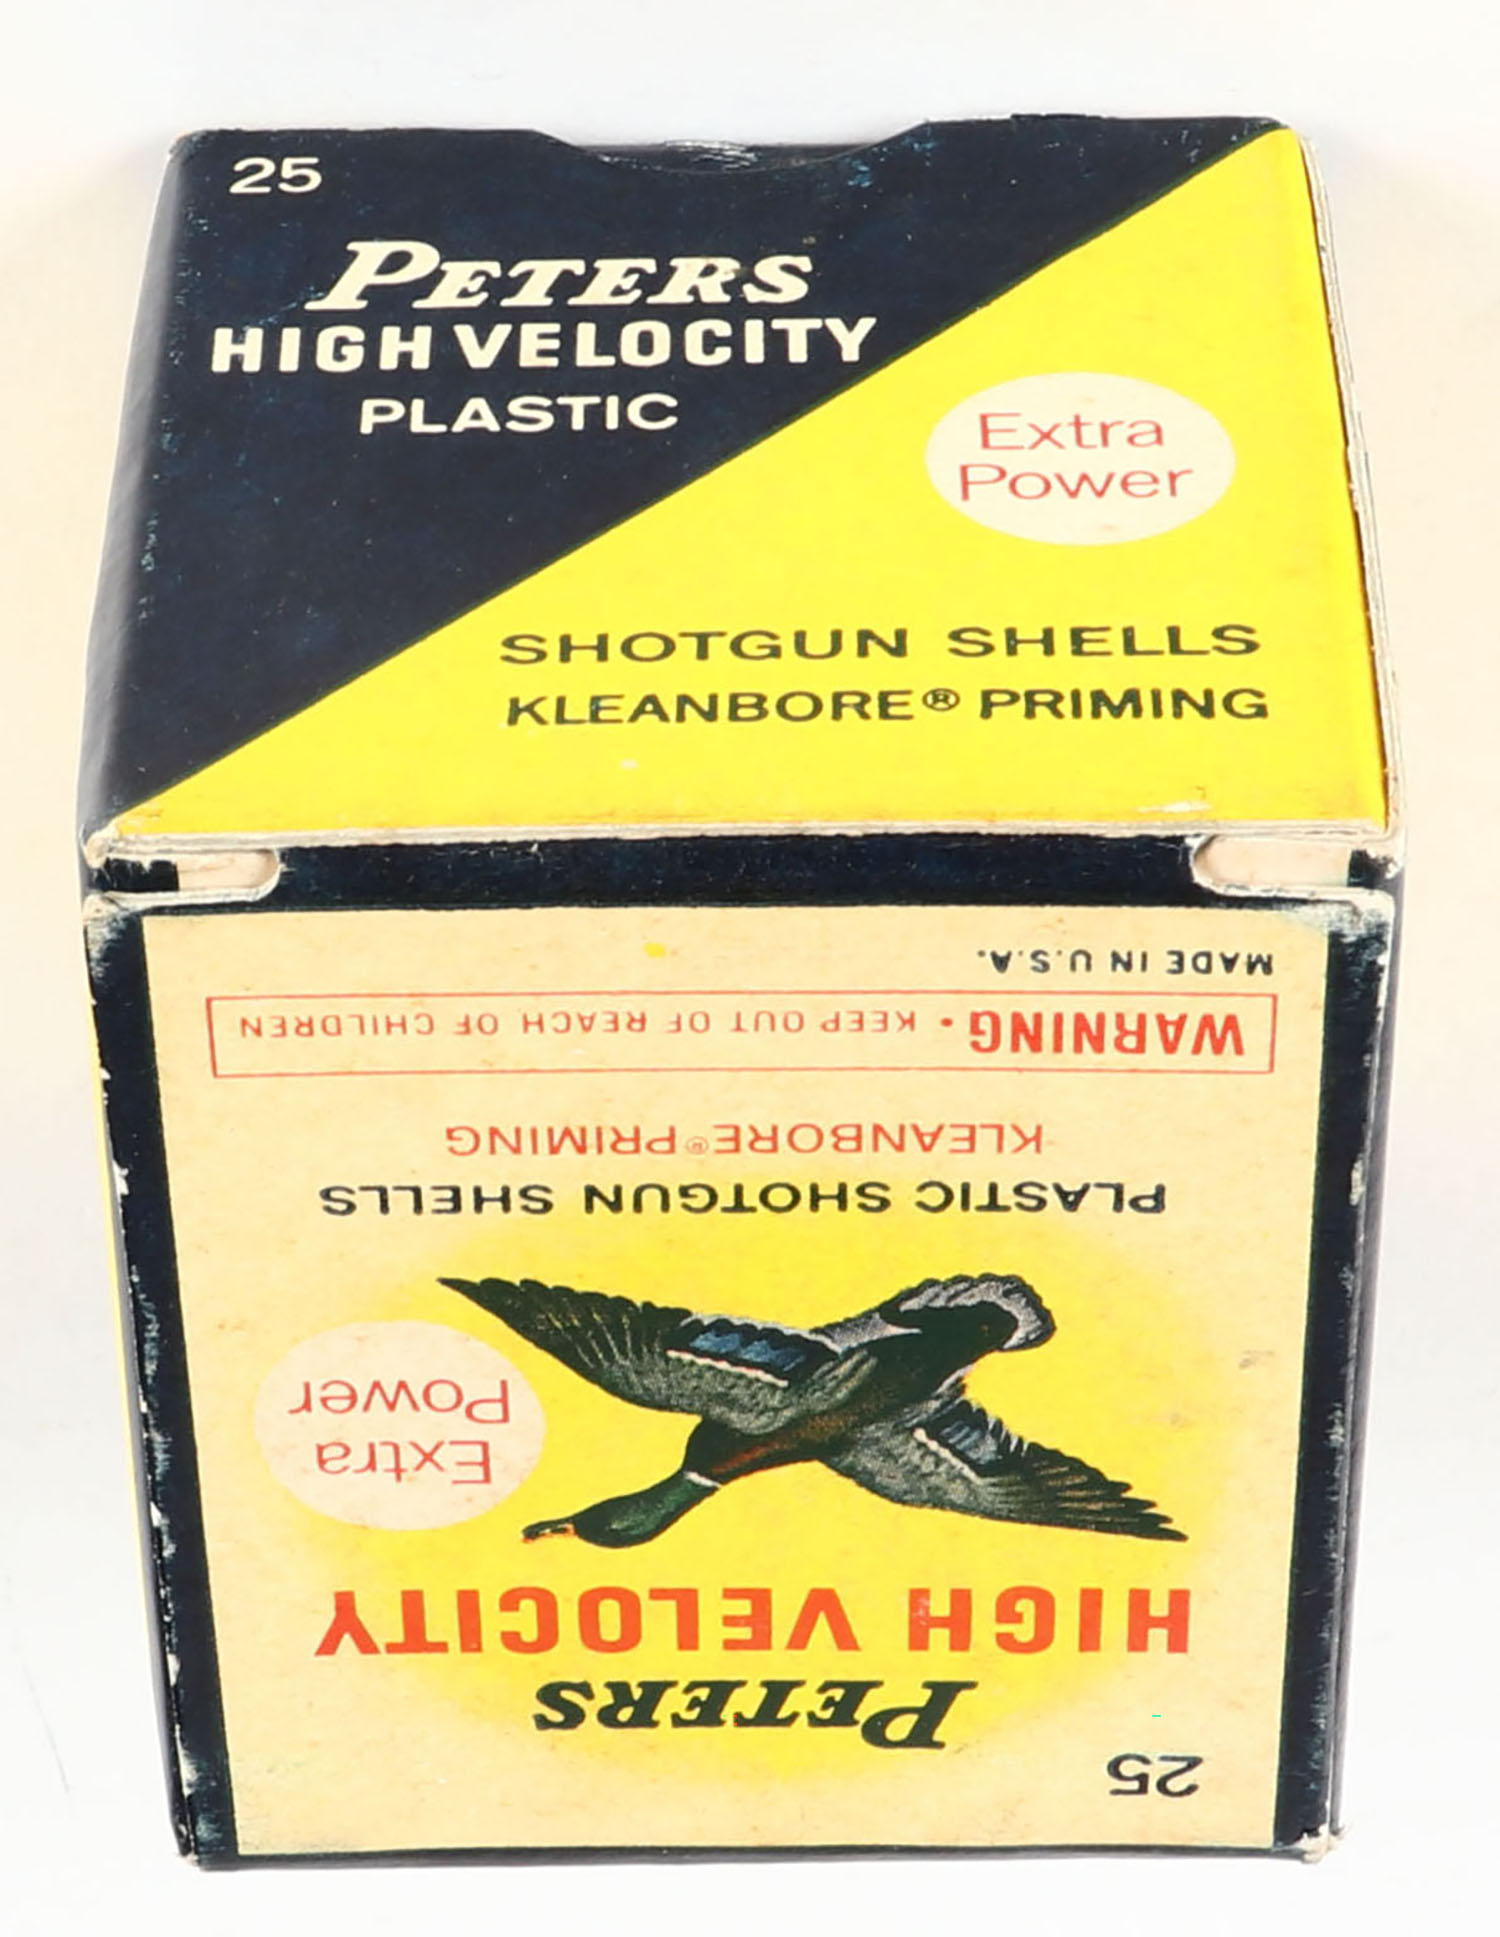 25
PETERS
HIGH VELOCITY
PLASTIC
Extra
Power
SHOTGUN SHELLS
KLEANBORE® PRIMING
25
PETERS
HIGH VELOCITY
Extra
Power
PLASTIC SHOTGUN SHELLS
KLEANBORE® PRIMING
WARNING • KEEP OUT OF REACH OF CHILDREN
MADE IN U.S.A.